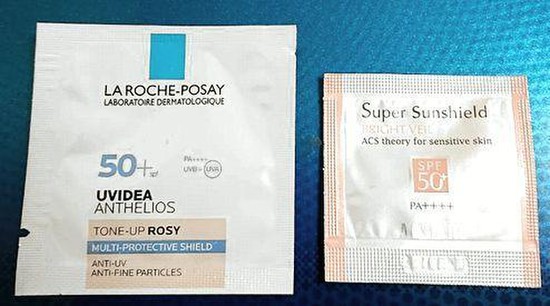 LA ROCHE-POSAY
LABORATOIRE DERMATOLOGIQUE
50+
PA++++
UVB UVA
UVIDEA
ANTHELIOS
TONE-UP ROSY
MULTI-PROTECTIVE SHIELD
ANTI-UV
ANTI-FINE PARTICLES
Super Sunshield
BRIGHT VEIL
ACS theory for sensitive skin
SPF
50+
PA++++